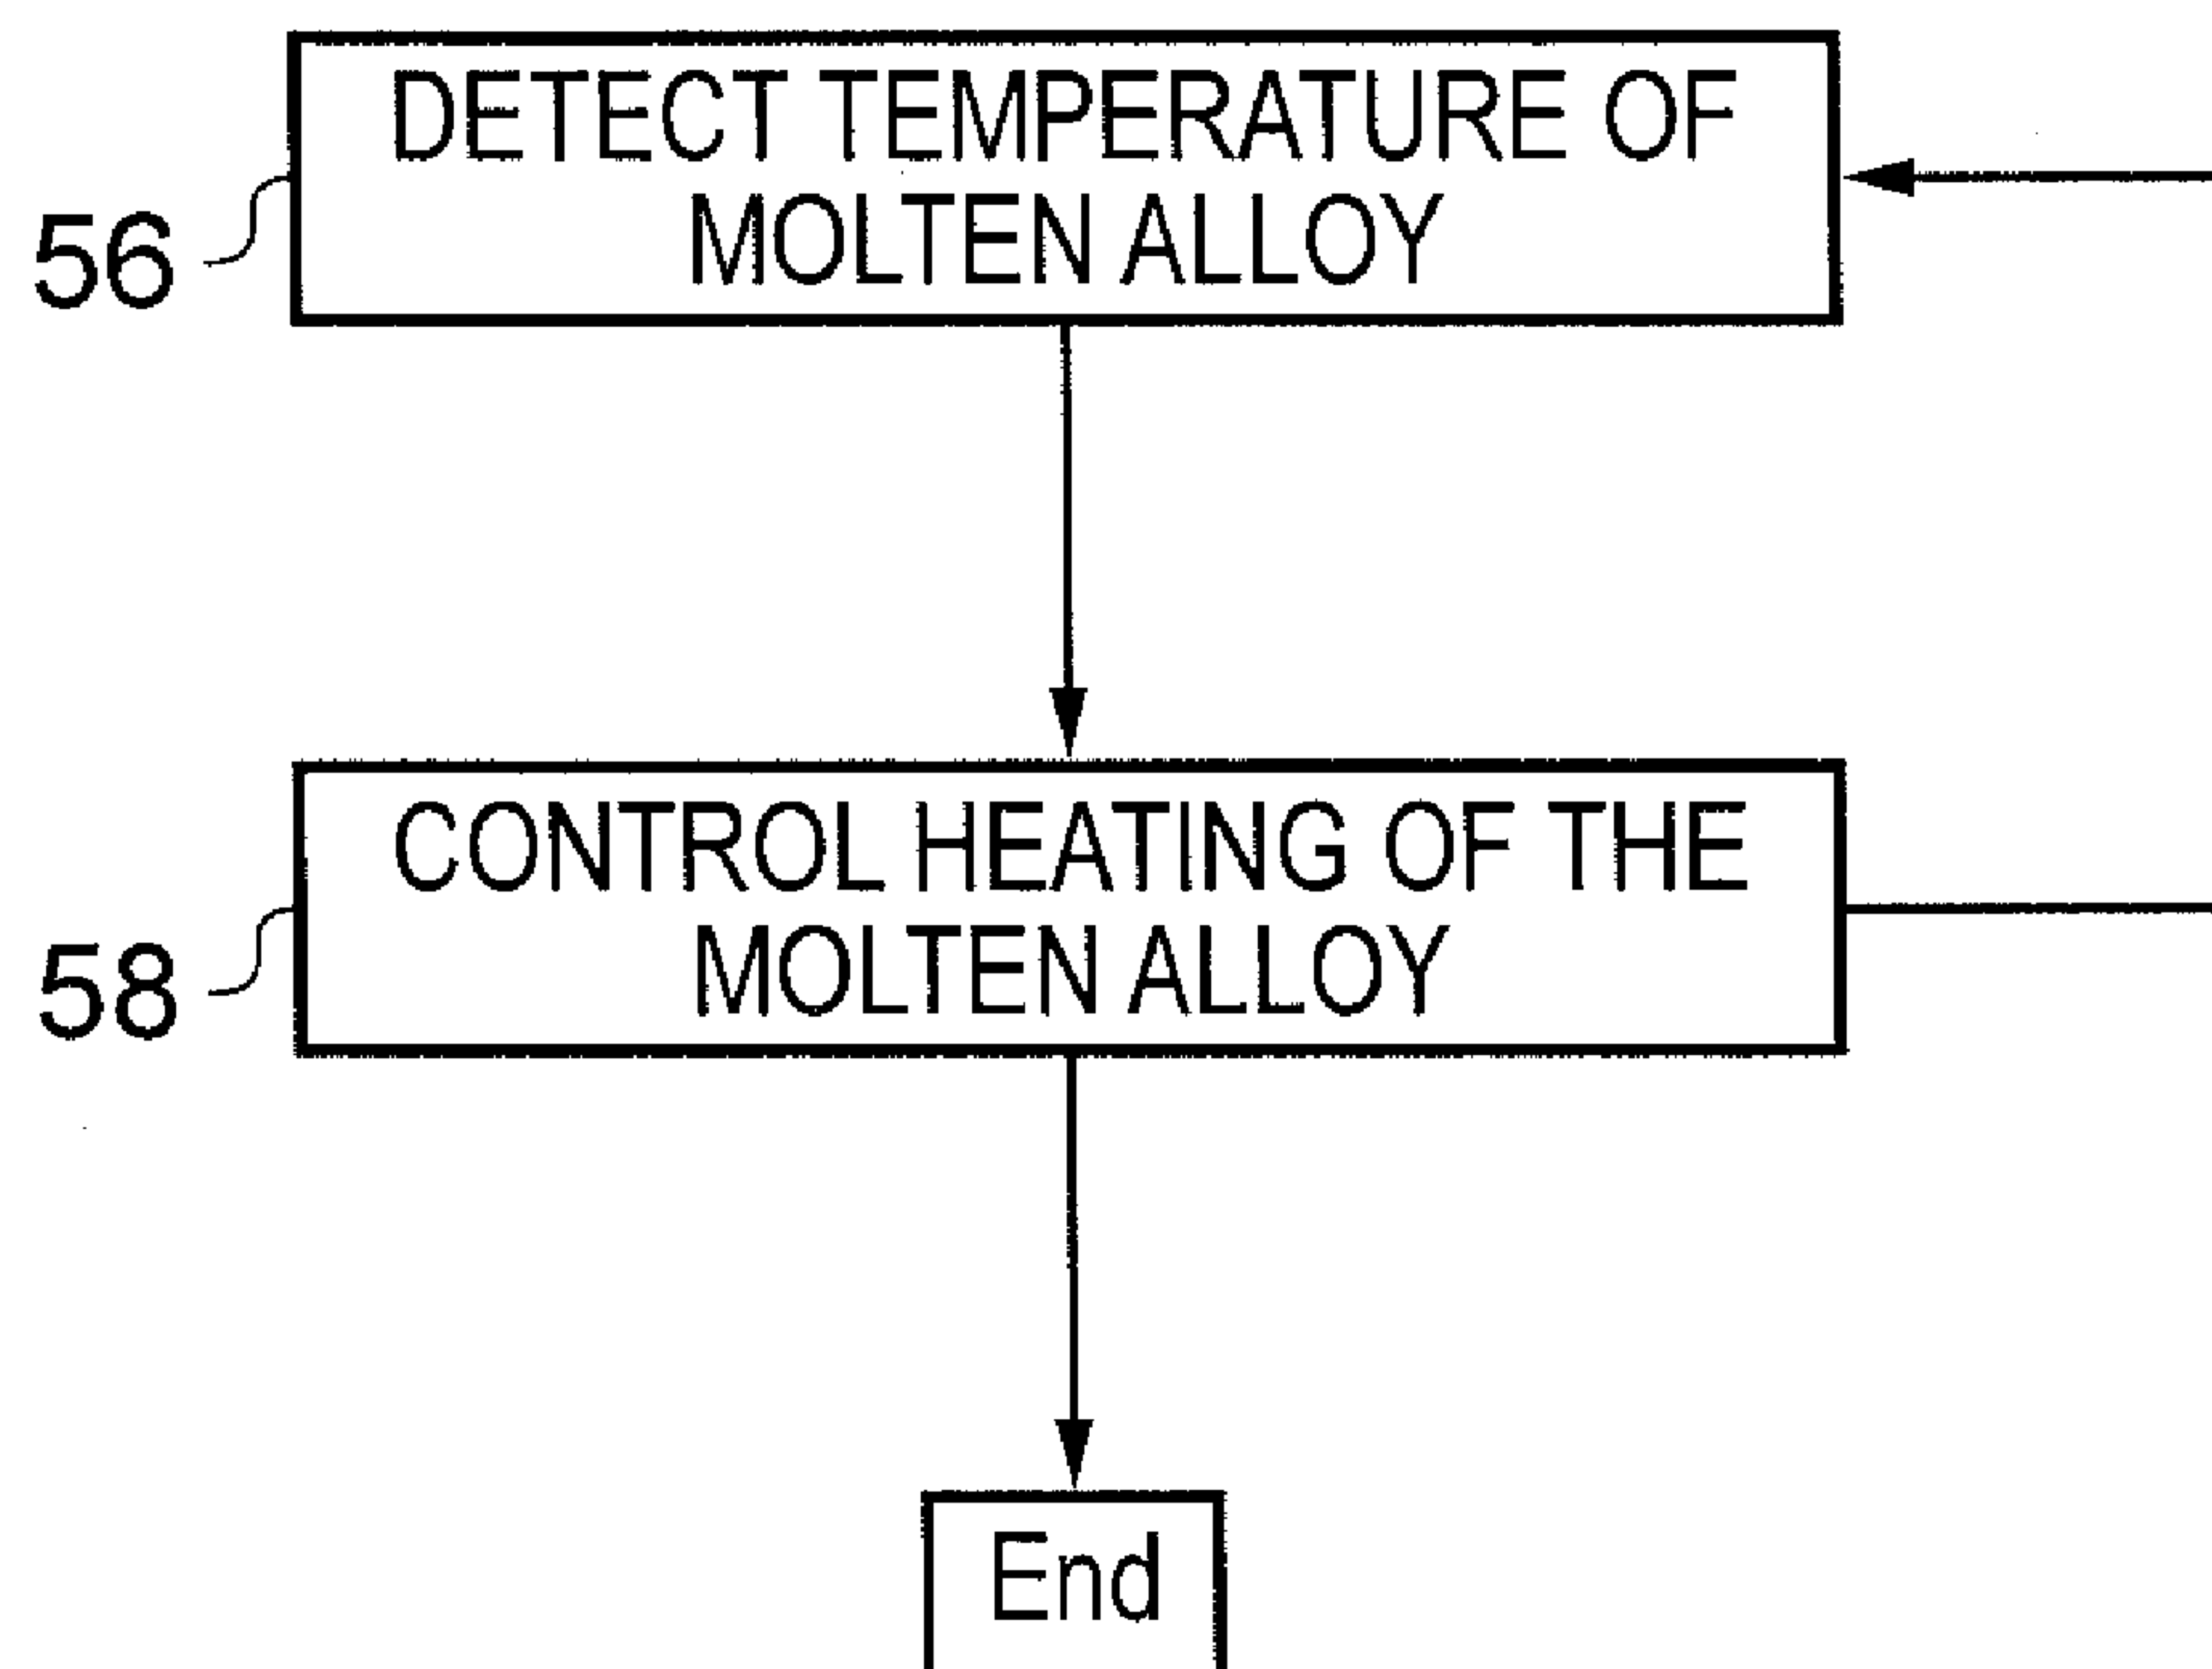 DETECT TEMPERATURE OF
MOLTEN ALLOY
56
CONTROL HEATING OF THE
MOLTEN ALLOY
58
End